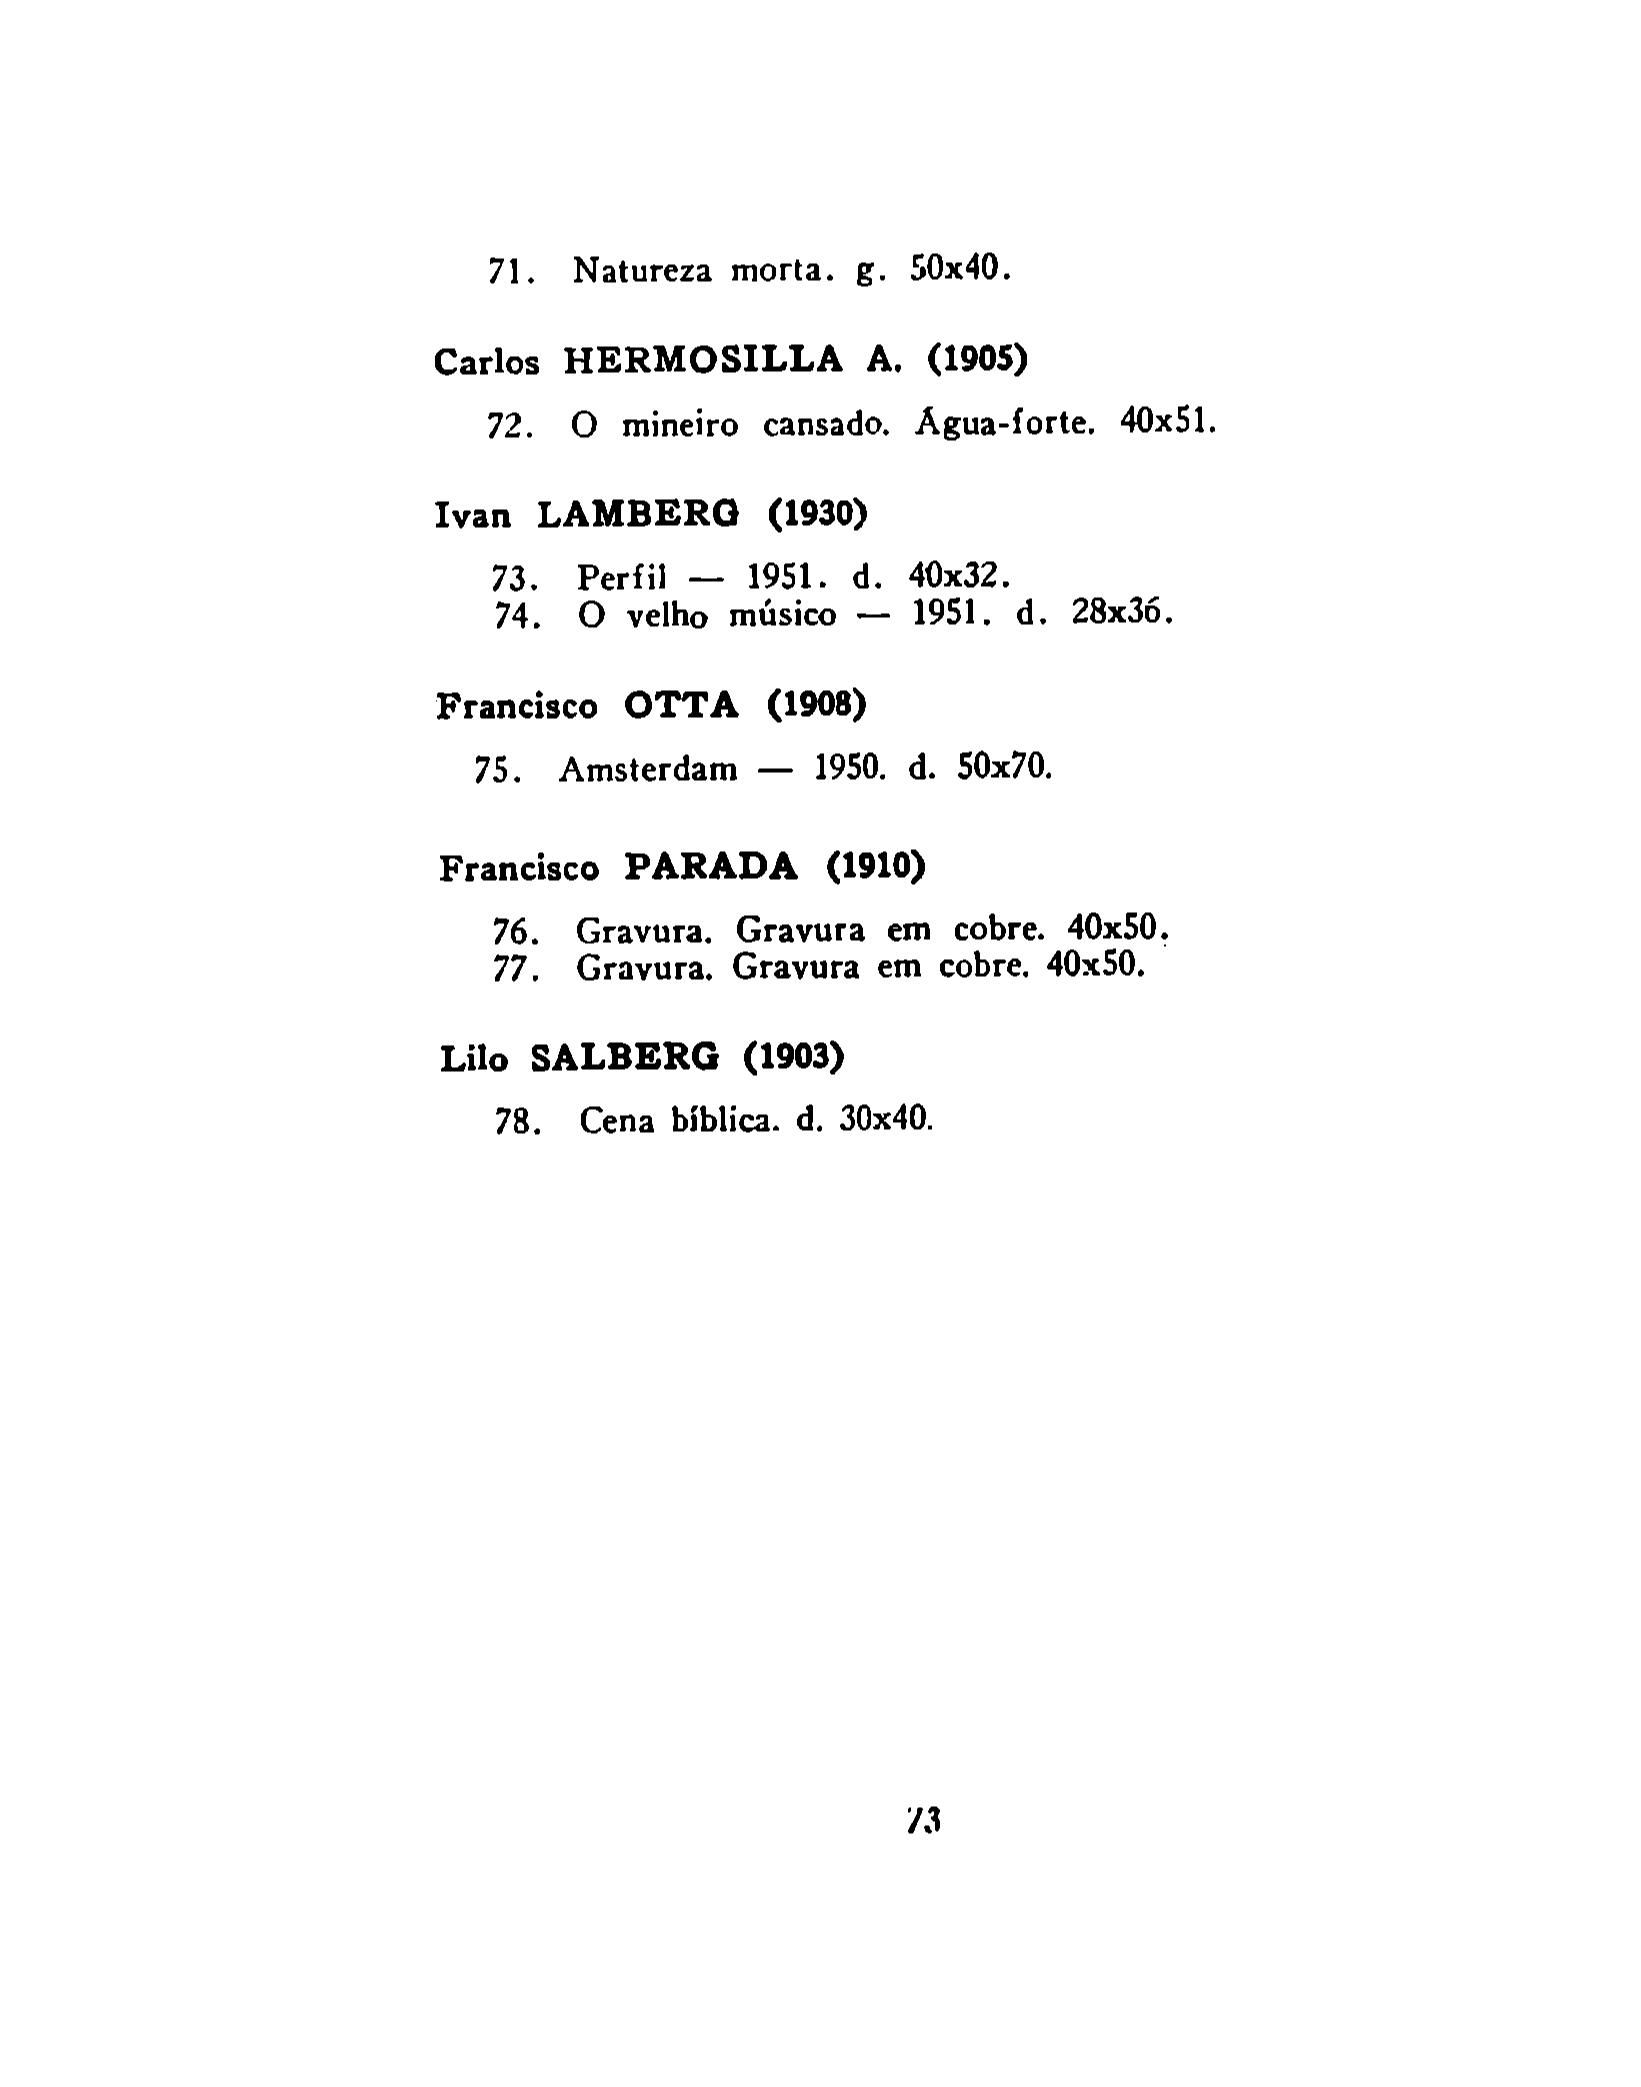 71. Natureza morta. g. 50x40.
Carlos HERMOSILLA A. (1905)
72. O mineiro cansado. Água-forte. 40x51.
Ivan LAMBERG (1930)
73. Perfil — 1951. d. 40x32.
74. O velho músico — 1951. d. 28x36.
Francisco OTTA (1908)
75. Amsterdam — 1950. d. 50x70.
Francisco PARADA (1910)
76. Gravura. Gravura em cobre. 40x50.
77. Gravura. Gravura em cobre. 40x50.
Lilo SALBERG (1903)
78. Cena bíblica. d. 30x40.
73